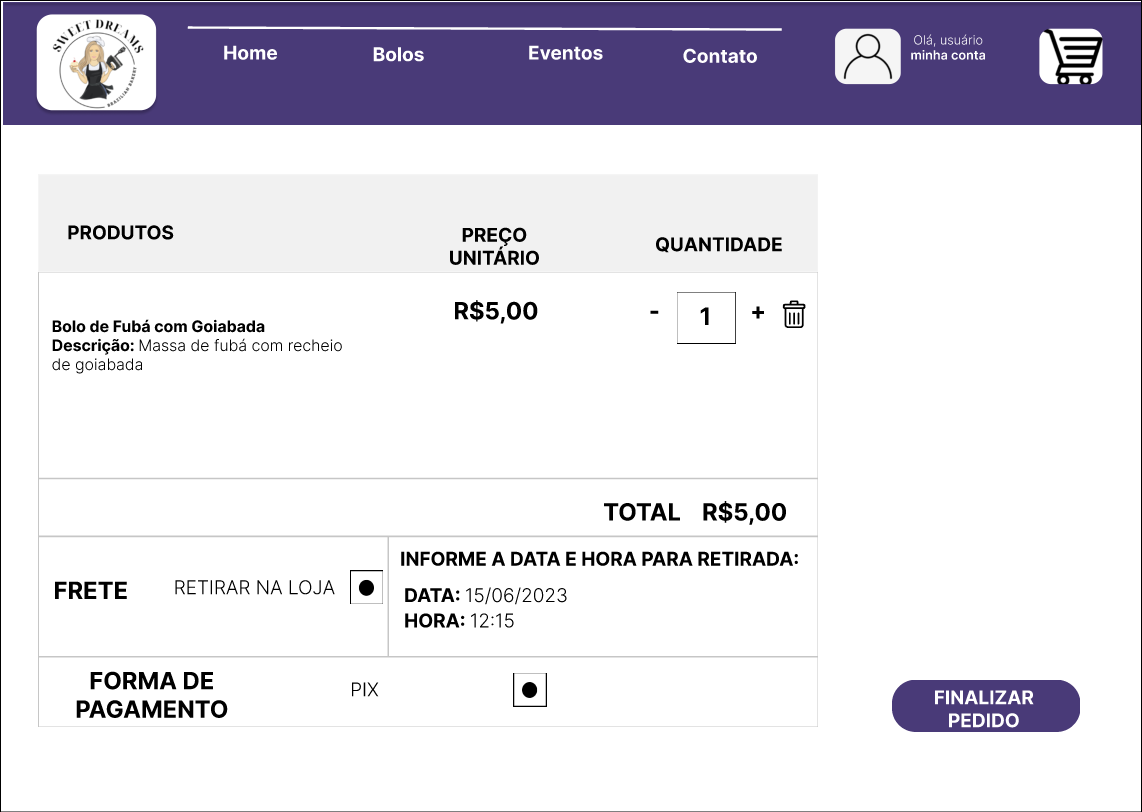 SWEET DREAMS
BRAZILIAN BAKERY
Home
Bolos
Eventos
Contato
Olá, usuário
minha conta
PRODUTOS
PREÇO
UNITÁRIO
QUANTIDADE
R$5,00
- 1 +
Bolo de Fubá com Goiabada
Descrição: Massa de fubá com recheio
de goiabada
TOTAL R$5,00
FRETE
RETIRAR NA LOJA
INFORME A DATA E HORA PARA RETIRADA:
DATA: 15/06/2023
HORA: 12:15
FORMA DE
PAGAMENTO
PIX
FINALIZAR
PEDIDO